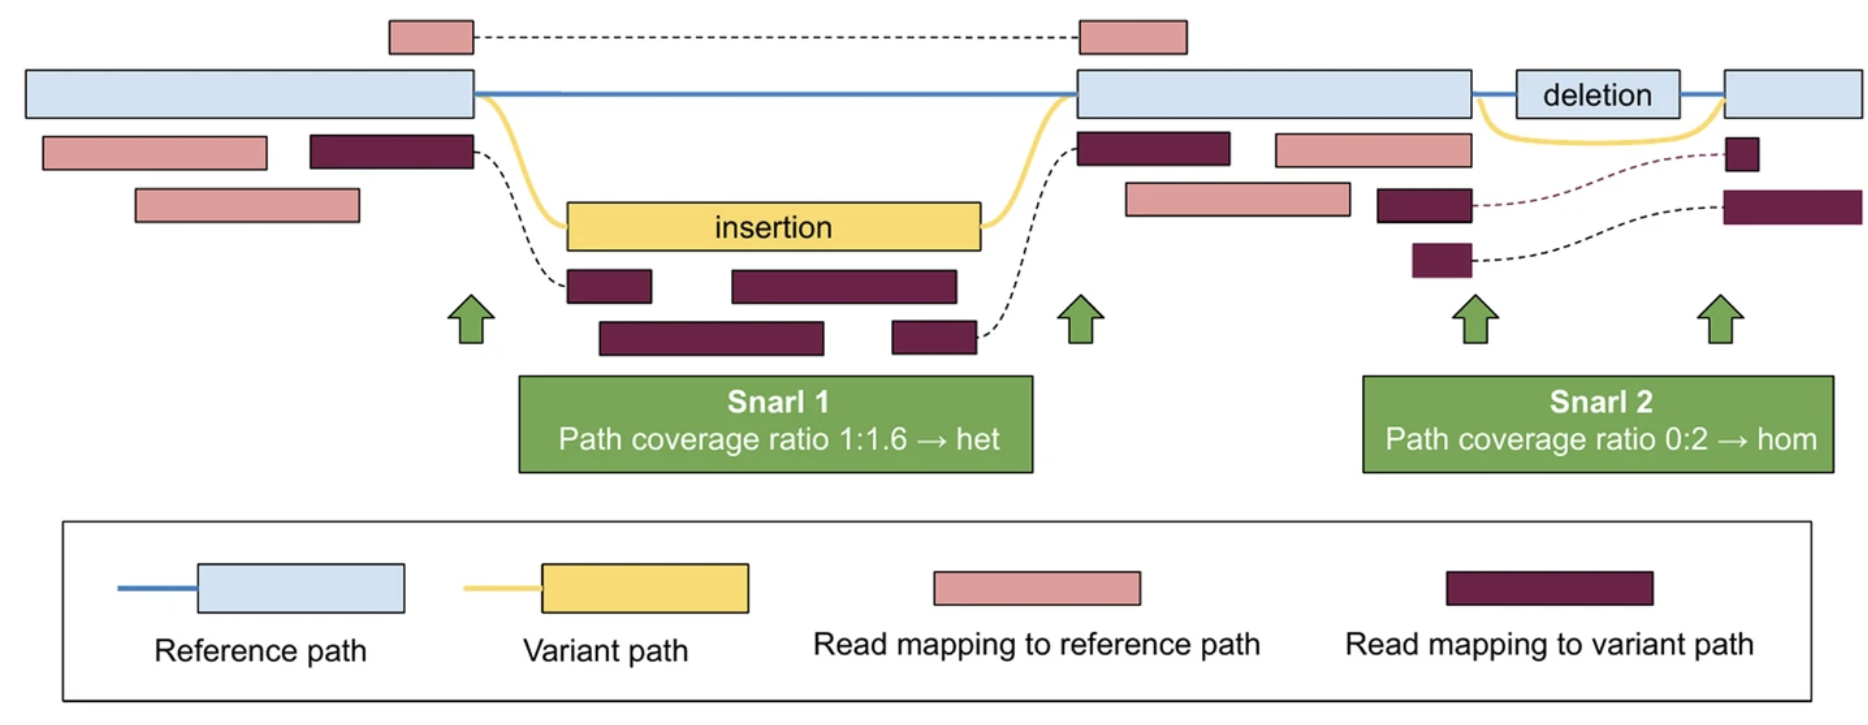 deletion
insertion
Snarl 1
Path coverage ratio 1:1.6 → het
Snarl 2
Path coverage ratio 0:2 → hom
Reference path
Variant path
Read mapping to reference path
Read mapping to variant path